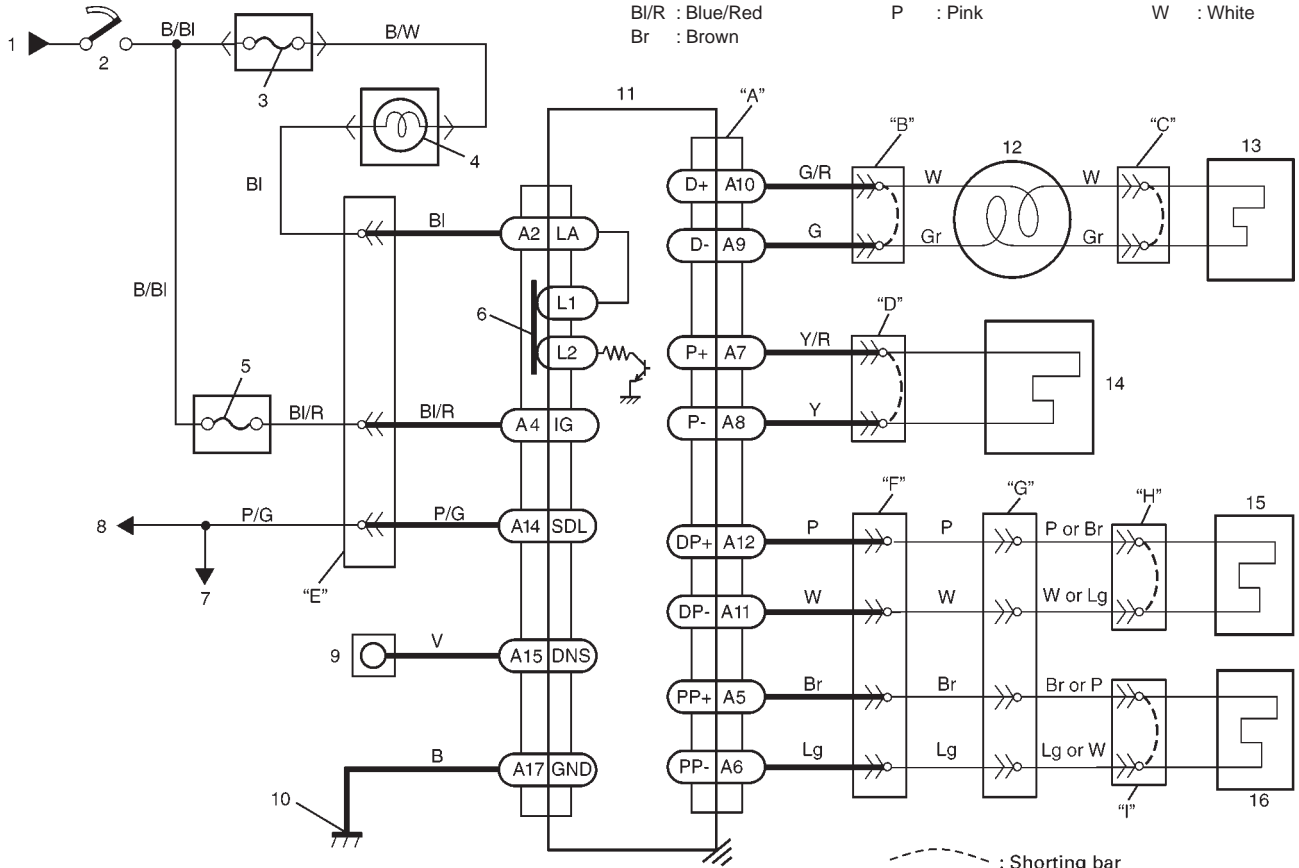 Bl/R : Blue/Red P : Pink W : White
Br : Brown
1
2
B/Bl
3
B/W
4
Bl
B/Bl
5
Bl/R
Bl
Bl/R
6
8
P/G
P/G
7
"E"
9
V
B
10
11
A2 LA
L1
L2
A4 IG
A14 SDL
A15 DNS
A17 GND
"A"
D+ A10
D- A9
P+ A7
P- A8
DP+ A12
DP- A11
PP+ A5
PP- A6
G/R
G
"B"
W
Gr
12
W
Gr
"C"
13
Y/R
Y
"D"
14
"F"
"G"
"H"
15
P P P or Br
W W W or Lg
Br Br Br or P
Lg Lg Lg or W
"I"
16
: Shorting bar